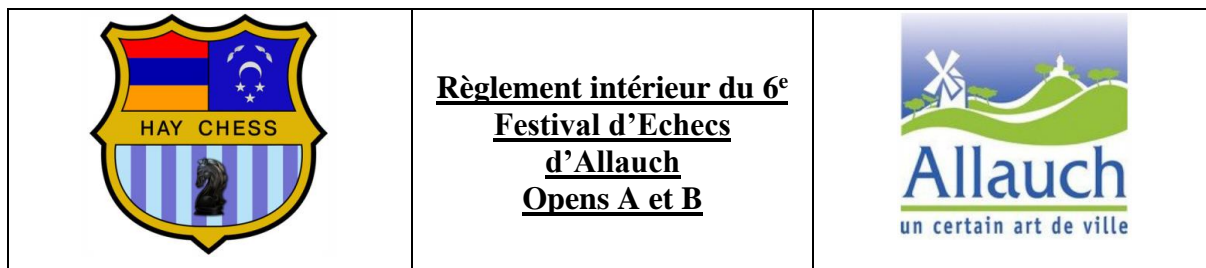 HAY CHESS
Règlement intérieur du 6e
Festival d’Echecs
d’Allauch
Opens A et B
Allauch
un certain art de ville